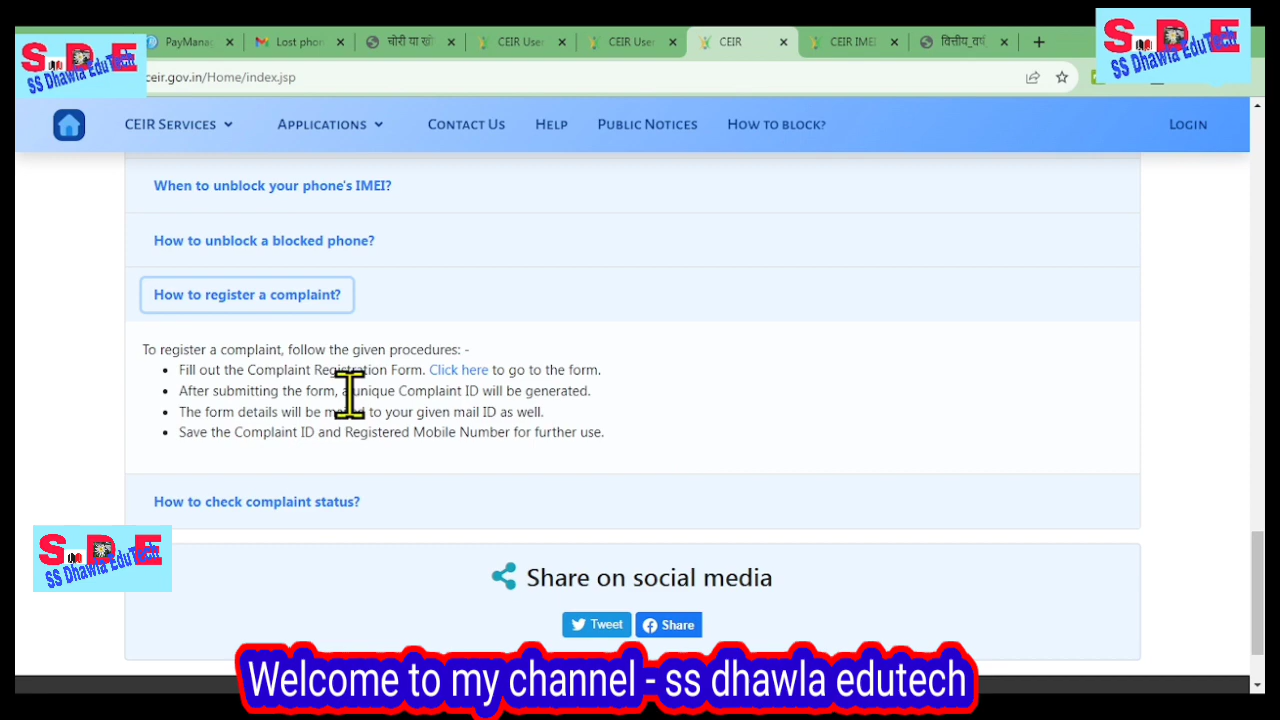 S D E
SS Dhawla EduTech
PayManag
Lost phon
चोरी या खो
CEIR User
CEIR User
CEIR
CEIR IMEI
वित्तीय_वर्ष_
S D E
SS Dhawla EduTech
ceir.gov.in/Home/index.jsp
CEIR SERVICES
APPLICATIONS
CONTACT US
HELP
PUBLIC NOTICES
HOW TO BLOCK?
LOGIN
When to unblock your phone's IMEI?
How to unblock a blocked phone?
How to register a complaint?
To register a complaint, follow the given procedures: -
• Fill out the Complaint Registration Form. Click here to go to the form.
• After submitting the form, a unique Complaint ID will be generated.
• The form details will be mailed to your given mail ID as well.
• Save the Complaint ID and Registered Mobile Number for further use.
How to check complaint status?
S D E
SS Dhawla EduTech
Share on social media
Tweet
Share
Welcome to my channel - ss dhawla edutech